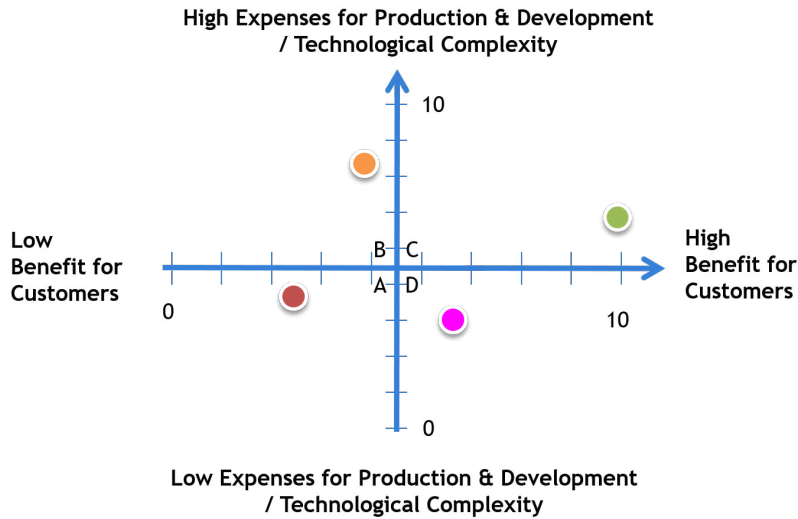 High Expenses for Production & Development
/ Technological Complexity
10
B C
Low
Benefit for
Customers
High
Benefit for
Customers
A D
0
10
0
Low Expenses for Production & Development
/ Technological Complexity